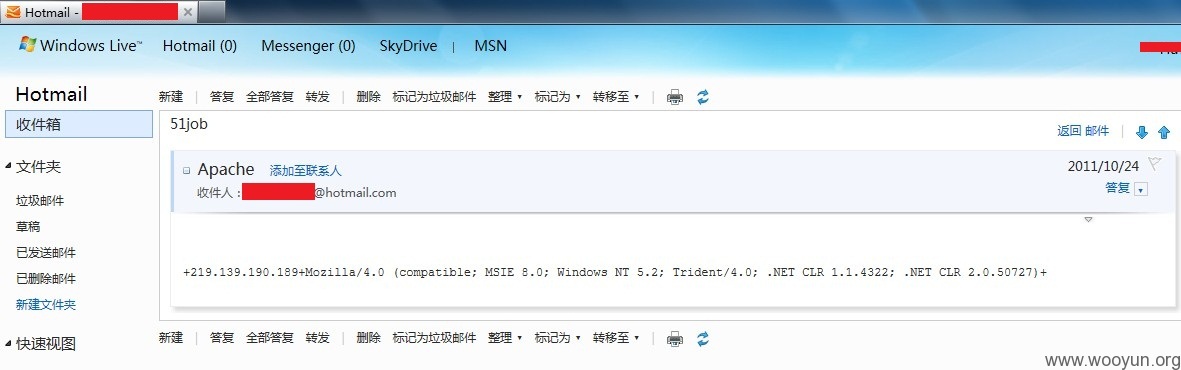 Hotmail -
Windows Live™ Hotmail (0) Messenger (0) SkyDrive | MSN
Hotmail
新建 | 答复 全部答复 转发 | 删除 标记为垃圾邮件 整理 标记为 转移至
收件箱
51job
返回 邮件
文件夹
Apache 添加至联系人
2011/10/24
收件人：
@hotmail.com
答复
垃圾邮件
草稿
已发送邮件
已删除邮件
新建文件夹
+219.139.190.189+Mozilla/4.0 (compatible; MSIE 8.0; Windows NT 5.2; Trident/4.0; .NET CLR 1.1.4322; .NET CLR 2.0.50727)+
新建 | 答复 全部答复 转发 | 删除 标记为垃圾邮件 整理 标记为 转移至
快速视图
www.wooyun.org